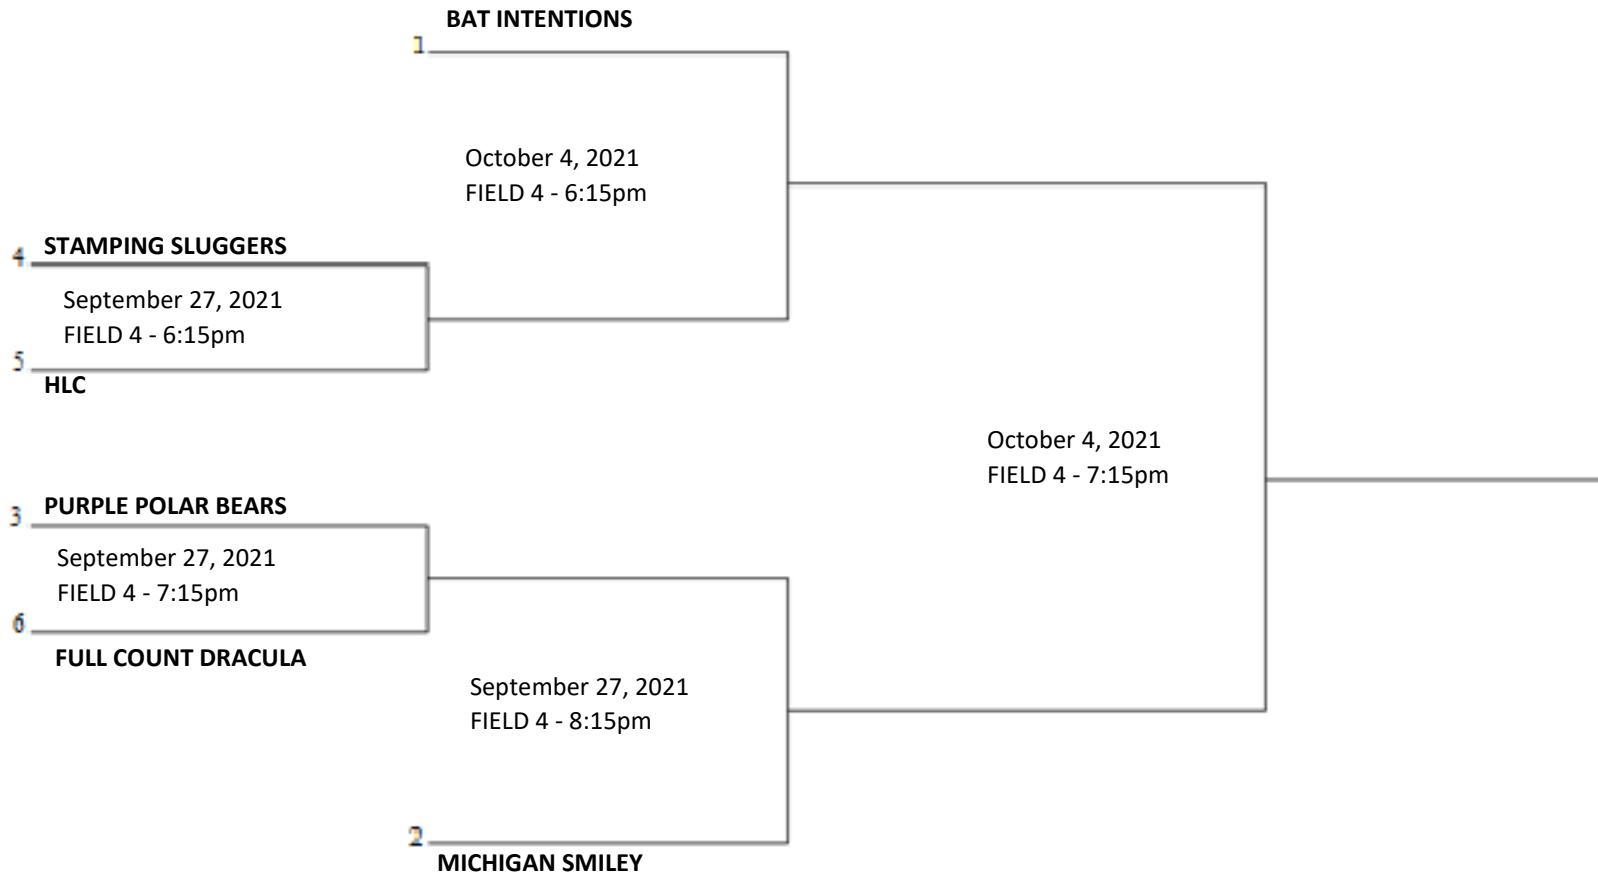 BAT INTENTIONS
1
October 4, 2021
FIELD 4 - 6:15pm
4 STAMPING SLUGGERS
September 27, 2021
FIELD 4 - 6:15pm
5
HLC
October 4, 2021
FIELD 4 - 7:15pm
3 PURPLE POLAR BEARS
September 27, 2021
FIELD 4 - 7:15pm
6
FULL COUNT DRACULA
September 27, 2021
FIELD 4 - 8:15pm
2
MICHIGAN SMILEY